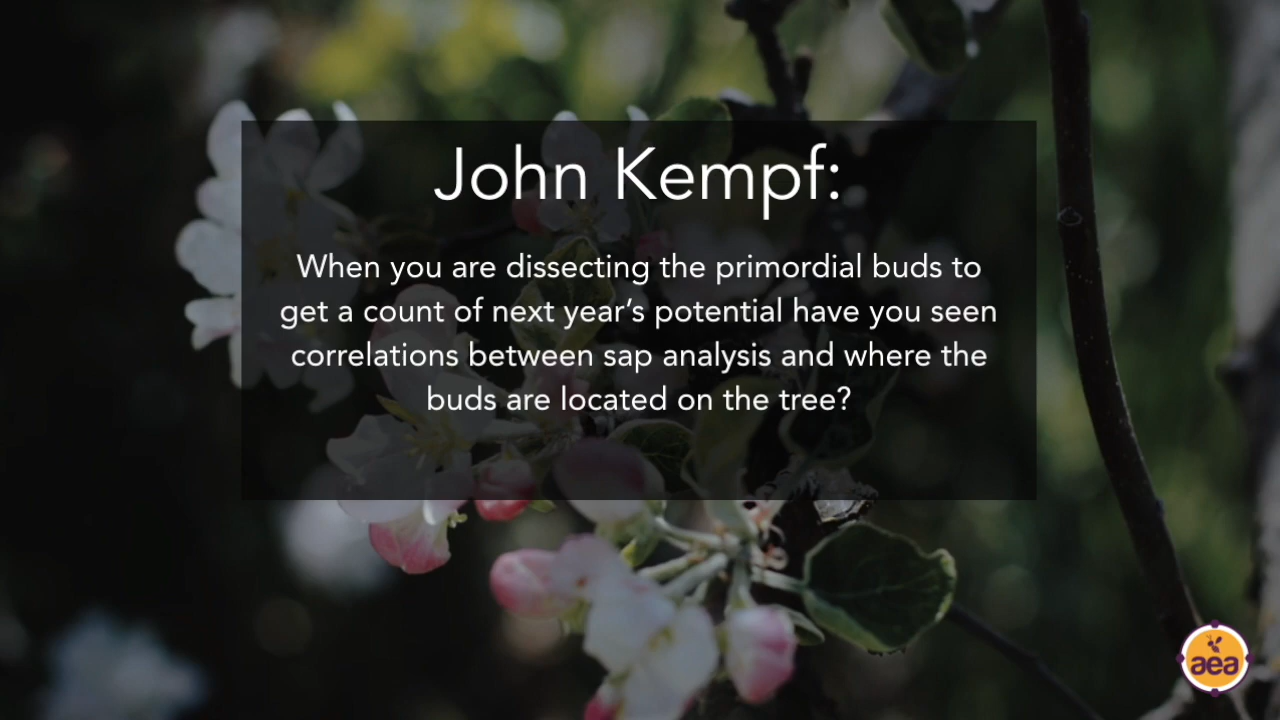 John Kempf:
When you are dissecting the primordial buds to
get a count of next year’s potential have you seen
correlations between sap analysis and where the
buds are located on the tree?
aea